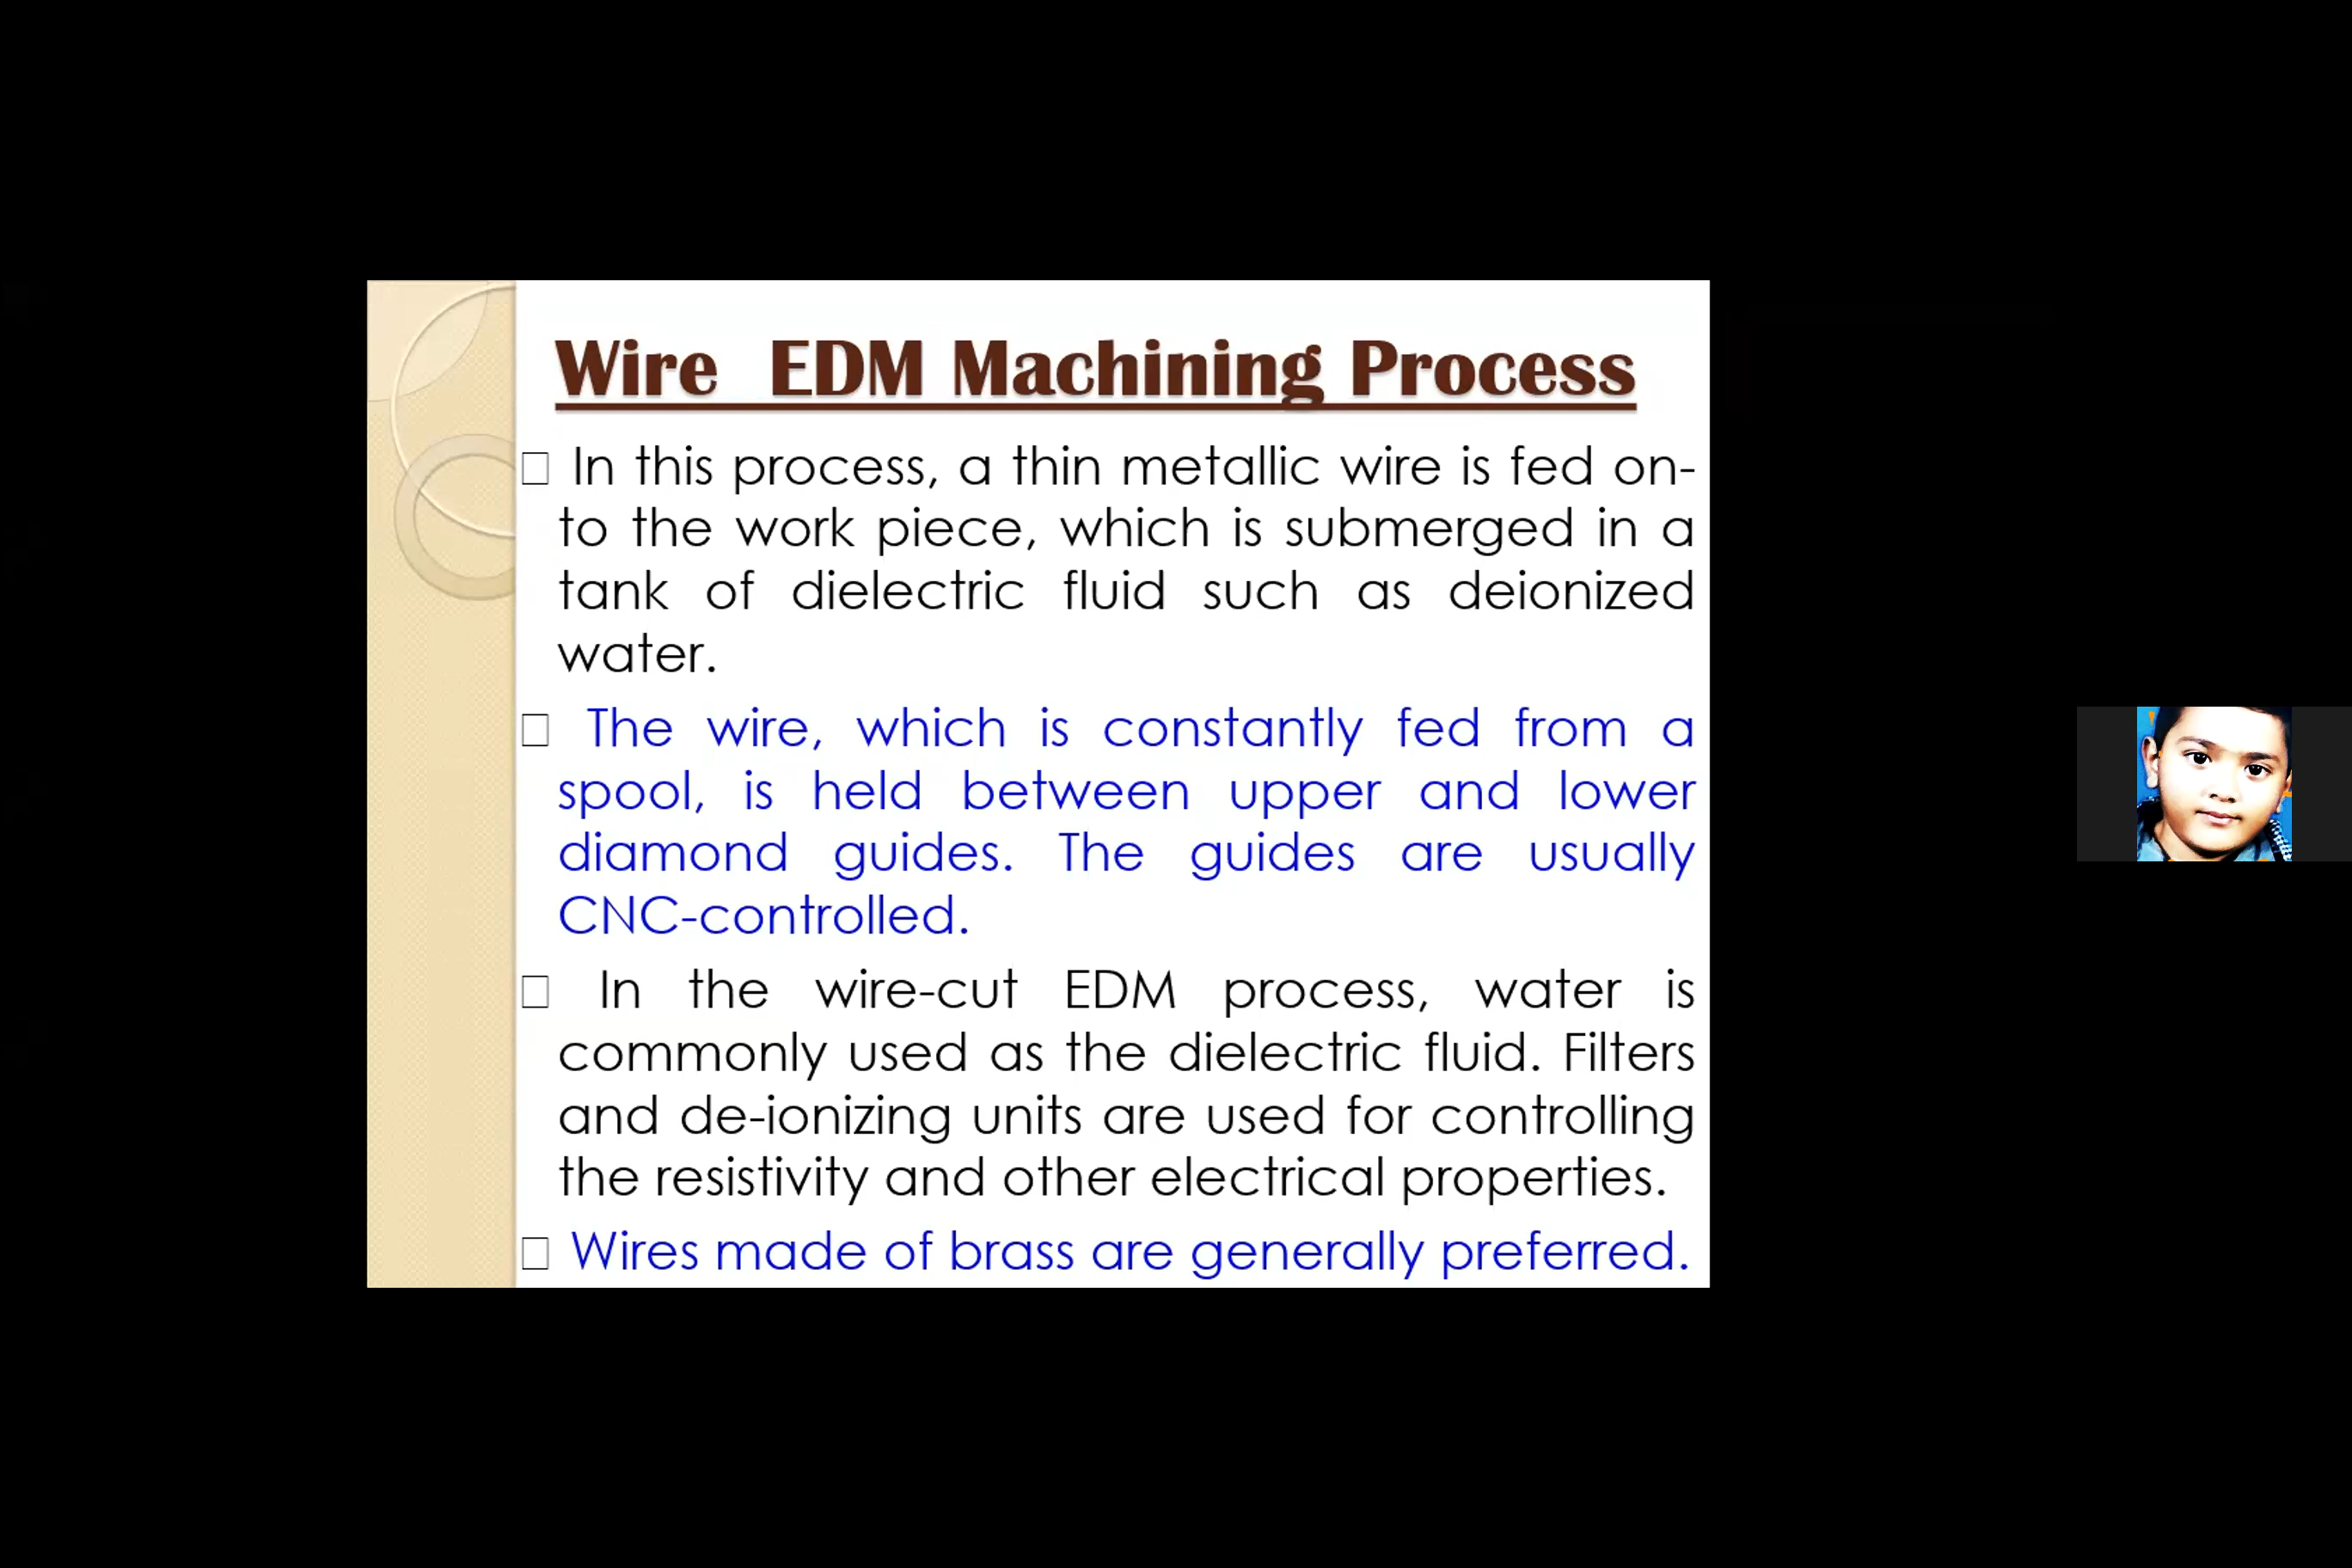 Wire EDM Machining Process
In this process, a thin metallic wire is fed on-
to the work piece, which is submerged in a
tank of dielectric fluid such as deionized
water.
The wire, which is constantly fed from a
spool, is held between upper and lower
diamond guides. The guides are usually
CNC-controlled.
In the wire-cut EDM process, water is
commonly used as the dielectric fluid. Filters
and de-ionizing units are used for controlling
the resistivity and other electrical properties.
Wires made of brass are generally preferred.